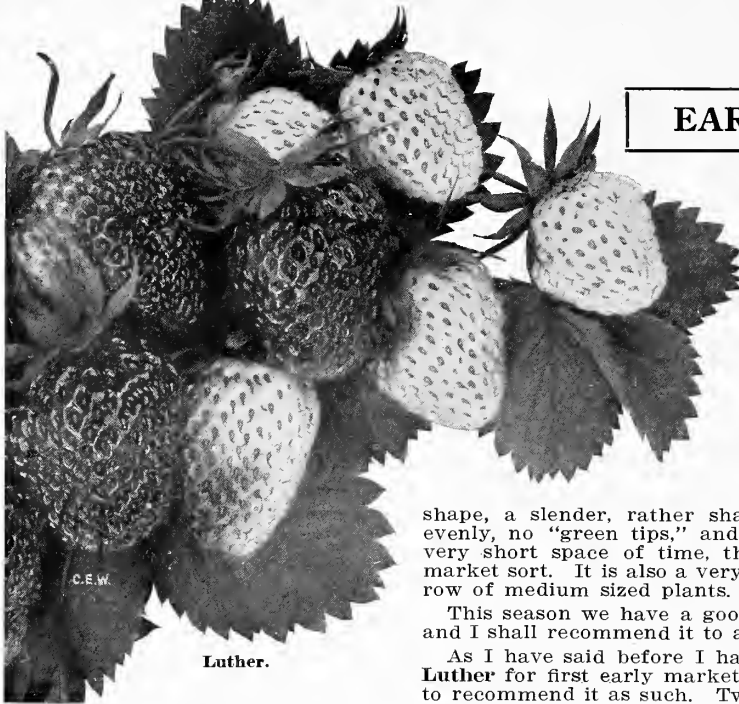 EAR
shape, a slender, rather sha
evenly, no "green tips," and
very short space of time, th
market sort. It is also a very
row of medium sized plants.
This season we have a goo
and I shall recommend it to a
As I have said before I ha
Luther for first early market
to recommend it as such. Tw
C.E.W.
Luther.